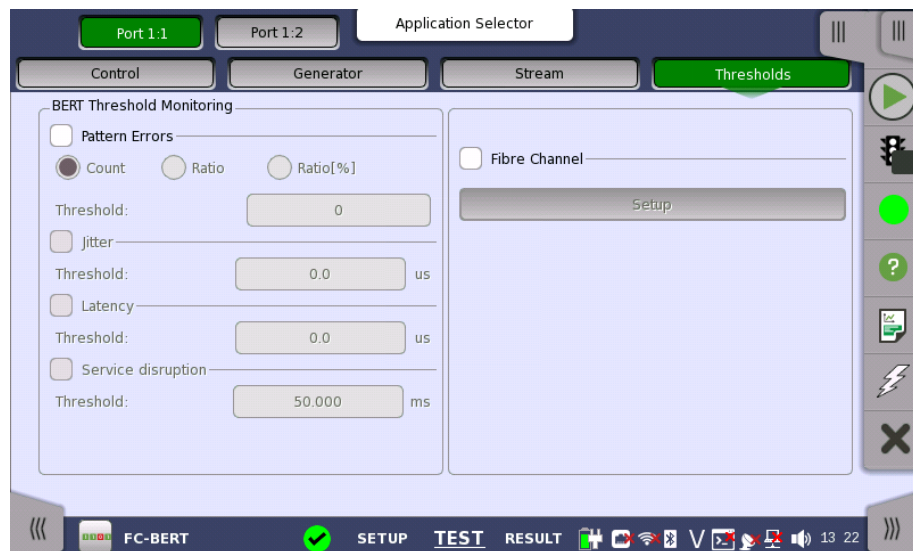 Port 1:1 Port 1:2 Application Selector
Control Generator Stream Thresholds
BERT Threshold Monitoring
Pattern Errors
Count Ratio Ratio[%]
Threshold: 0
Jitter
Threshold: 0.0 us
Latency
Threshold: 0.0 us
Service disruption
Threshold: 50.000 ms
Fibre Channel
Setup
FC-BERT SETUP TEST RESULT 13 22